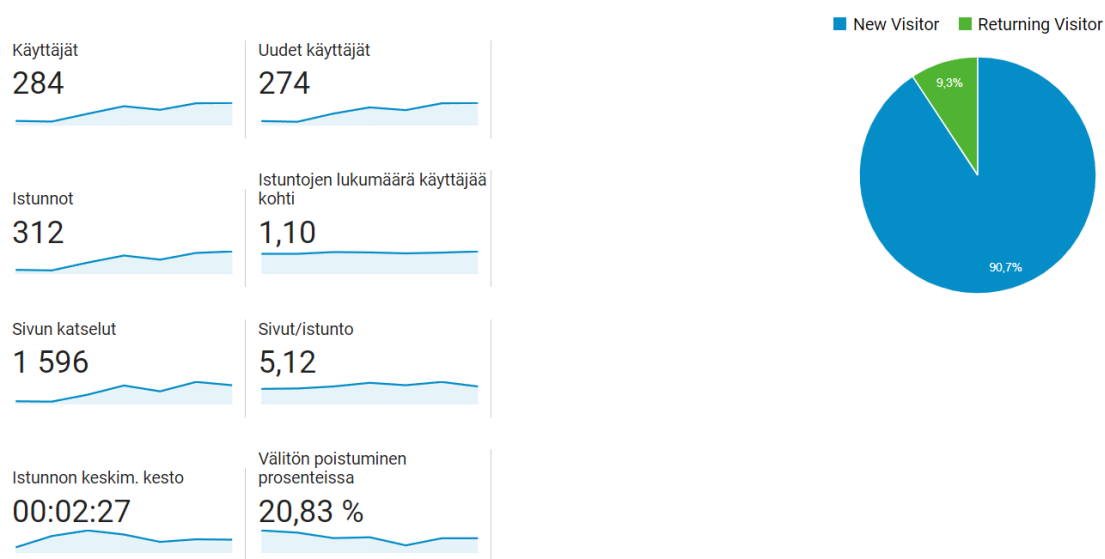 New Visitor
Returning Visitor
Käyttäjät
284
Uudet käyttäjät
274
9,3%
90,7%
Istunnot
312
Istuntojen lukumäärä käyttäjää
kohti
1,10
Sivun katselut
1 596
Sivut/istunto
5,12
Istunnon keskim. kesto
00:02:27
Välitön poistuminen
prosenteissa
20,83 %